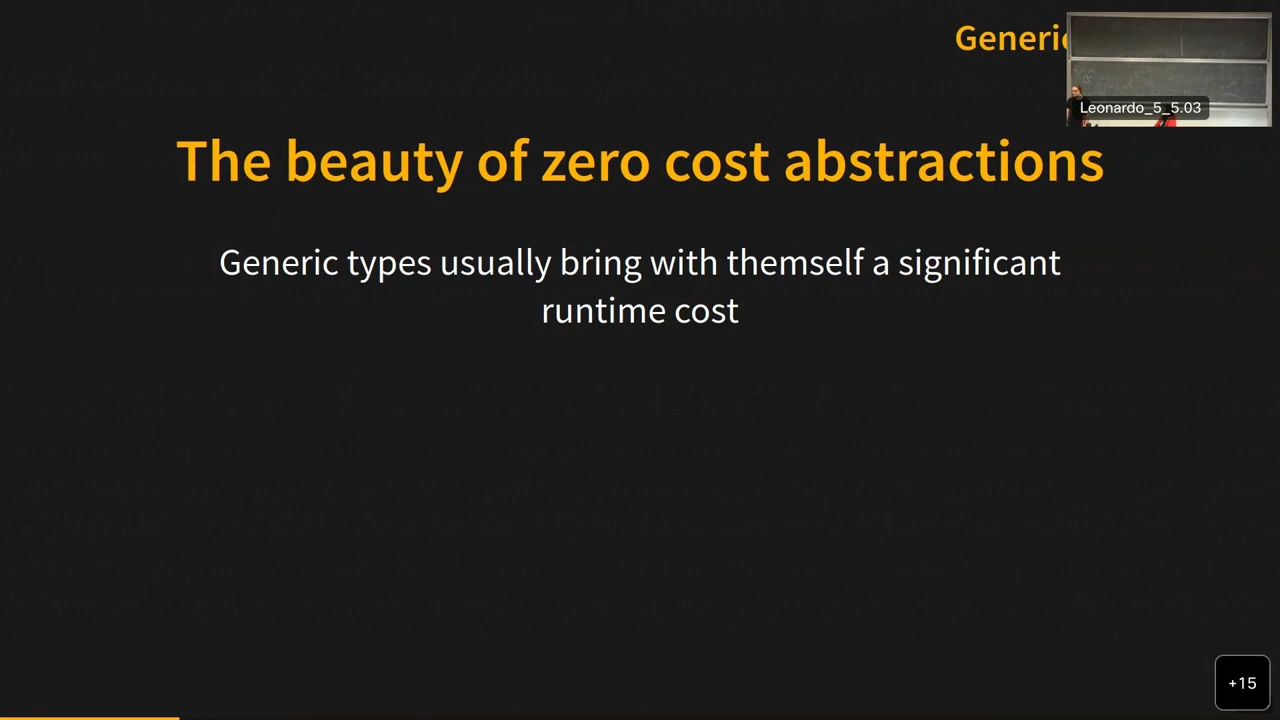 Generic
Leonardo_5_5.03
The beauty of zero cost abstractions
Generic types usually bring with themself a significant
runtime cost
+15